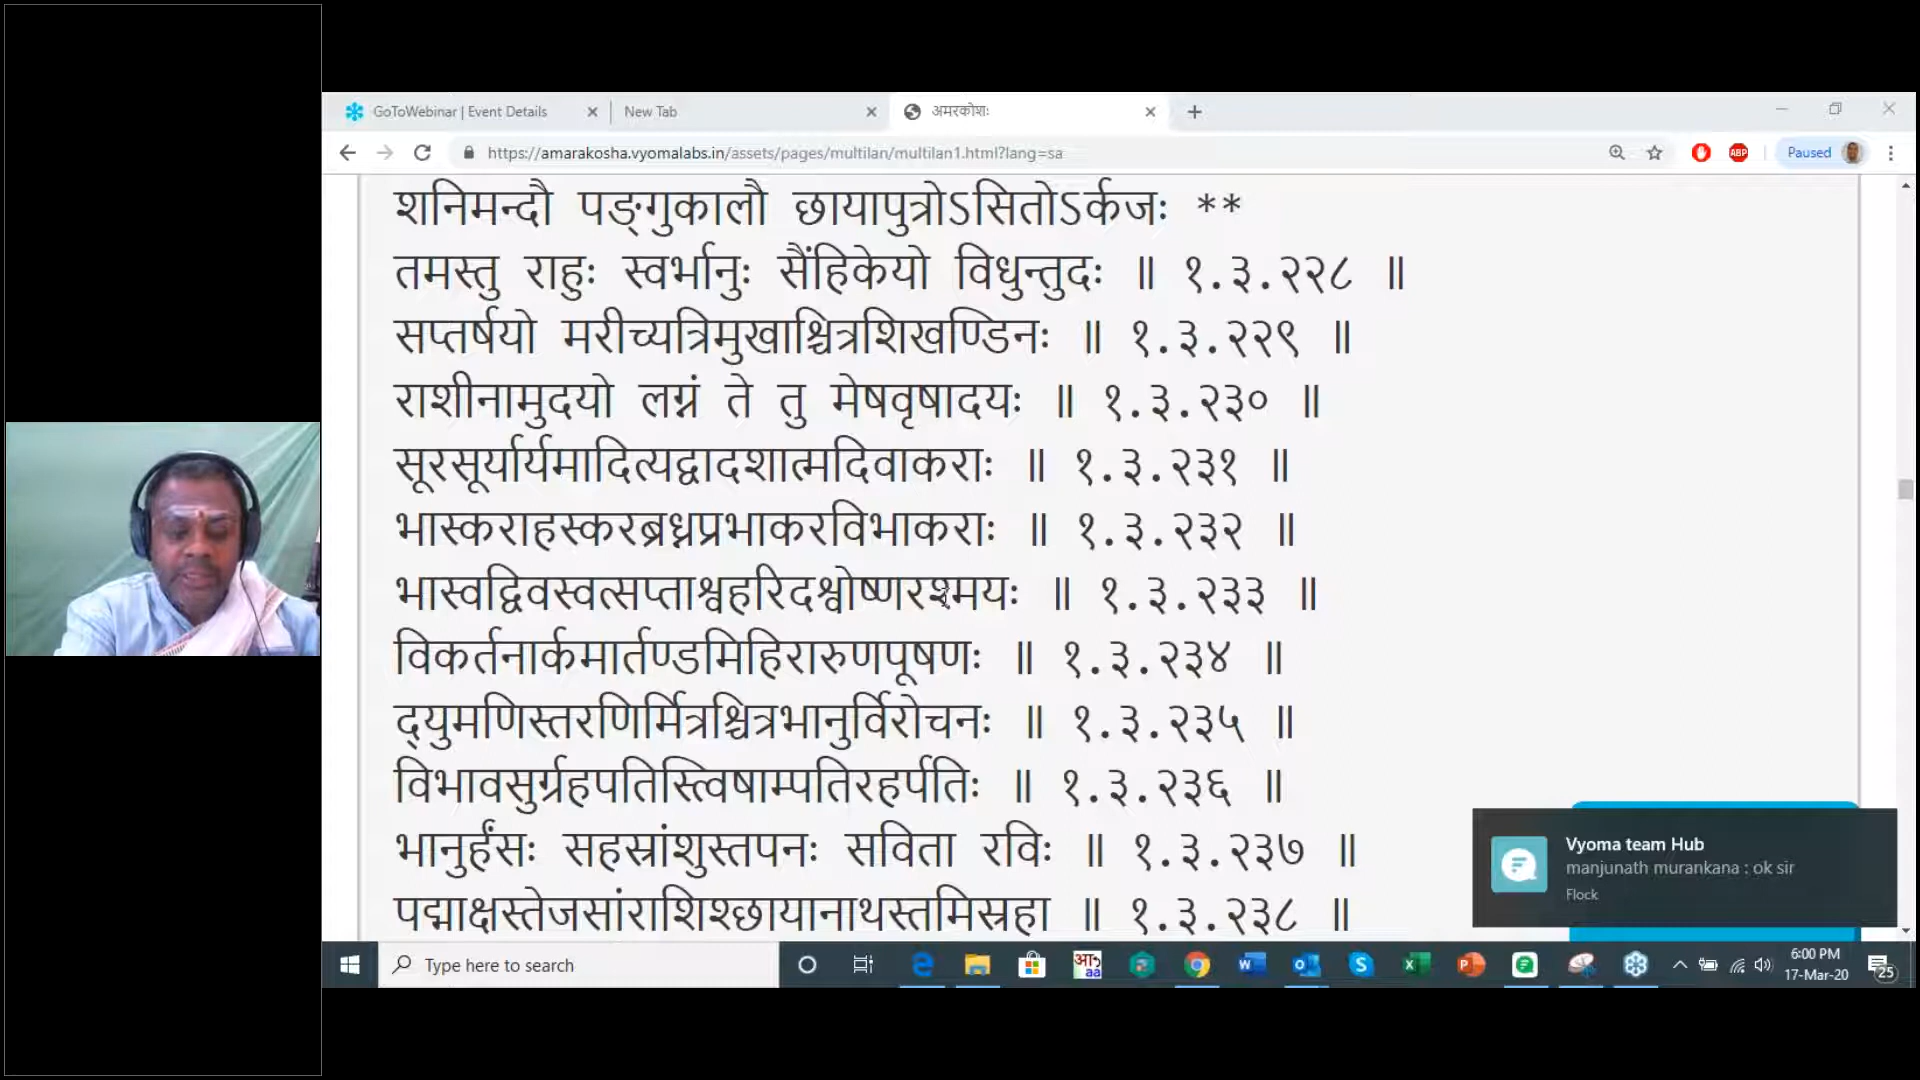 GoToWebinar | Event Details
New Tab
अमरकोशः
https://amarakosha.vyomalabs.in/assets/pages/multilan/multilan1.html?lang=sa
ABP
Paused
शनिमन्दौ पङ्गुकालौ छायापुत्रोऽसितोऽर्कजः **
तमस्तु राहुः स्वर्भानुः सैंहिकेयो विधुन्तुदः ॥ १.३.२२८ ॥
सप्तर्षयो मरीच्यत्रिमुखाश्चित्रशिखण्डिनः ॥ १.३.२२९ ॥
राशीनामुदयो लग्नं ते तु मेषवृषादयः ॥ १.३.२३० ॥
सूरसूर्यार्यमादित्यद्वादशात्मदिवाकराः ॥ १.३.२३१ ॥
भास्कराहस्करब्रध्नप्रभाकरविभाकराः ॥ १.३.२३२ ॥
भास्वद्विवस्वत्सप्ताश्वहरिदश्वोष्णरश्मयः ॥ १.३.२३३ ॥
विकर्तनार्कमार्तण्डमिहिरारुणपूषणः ॥ १.३.२३४ ॥
द्युमणिस्तरणिर्मित्रश्चित्रभानुर्विरोचनः ॥ १.३.२३५ ॥
विभावसुर्ग्रहपतिस्त्विषाम्पतिरहर्पतिः ॥ १.३.२३६ ॥
भानुर्हंसः सहस्रांशुस्तपनः सविता रविः ॥ १.३.२३७ ॥
पद्माक्षस्तेजसांराशिश्छायानाथस्तमिस्रहा ॥ १.३.२३८ ॥
Vyoma team Hub
manjunath murankana : ok sir
Flock
Type here to search
6:00 PM
17-Mar-20
25